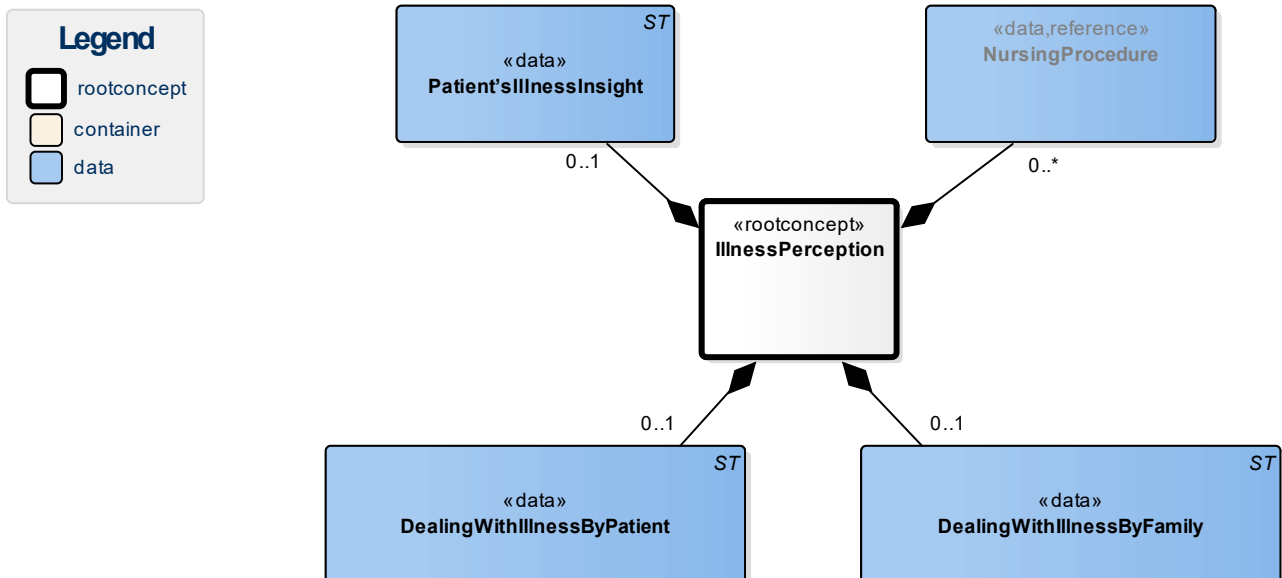 Legend
rootconcept
container
data
ST
«data»
Patient'sIllnessInsight
«data,reference»
NursingProcedure
0..1
0..*
«rootconcept»
IllnessPerception
0..1
0..1
ST
«data»
DealingWithIllnessByPatient
ST
«data»
DealingWithIllnessByFamily